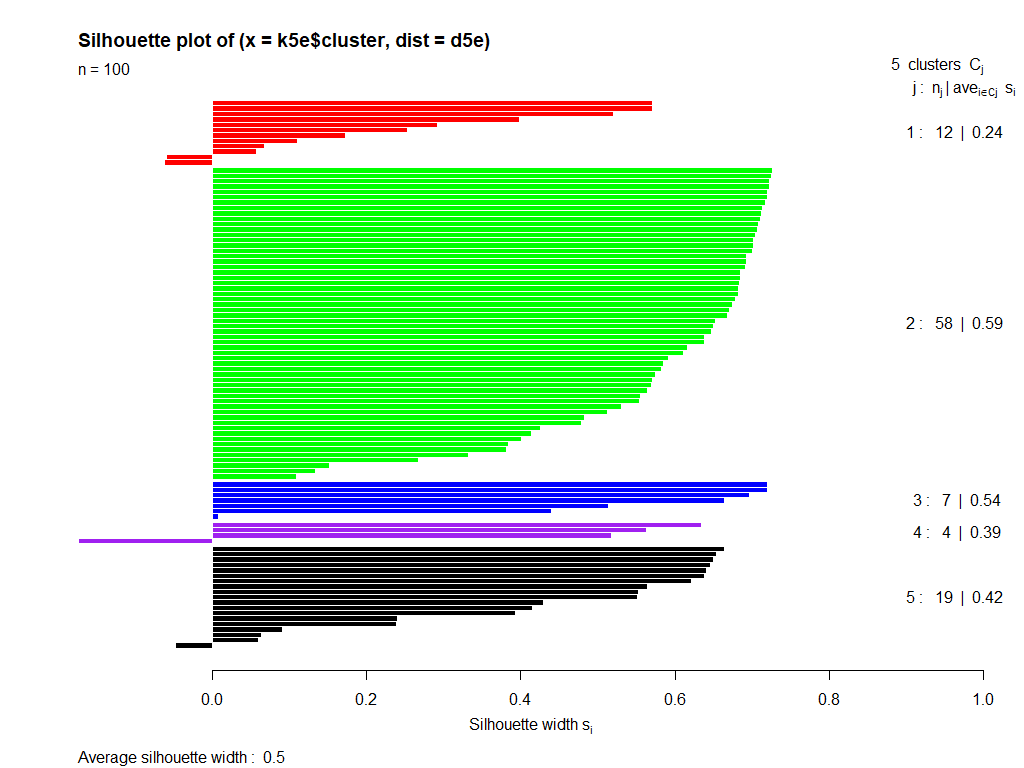 Silhouette plot of (x = k5e$cluster, dist = d5e)
n = 100
5 clusters Cj
j : nj | avei∈Cj si
1 : 12 | 0.24
2 : 58 | 0.59
3 : 7 | 0.54
4 : 4 | 0.39
5 : 19 | 0.42
0.0 0.2 0.4 0.6 0.8 1.0
Silhouette width si
Average silhouette width : 0.5